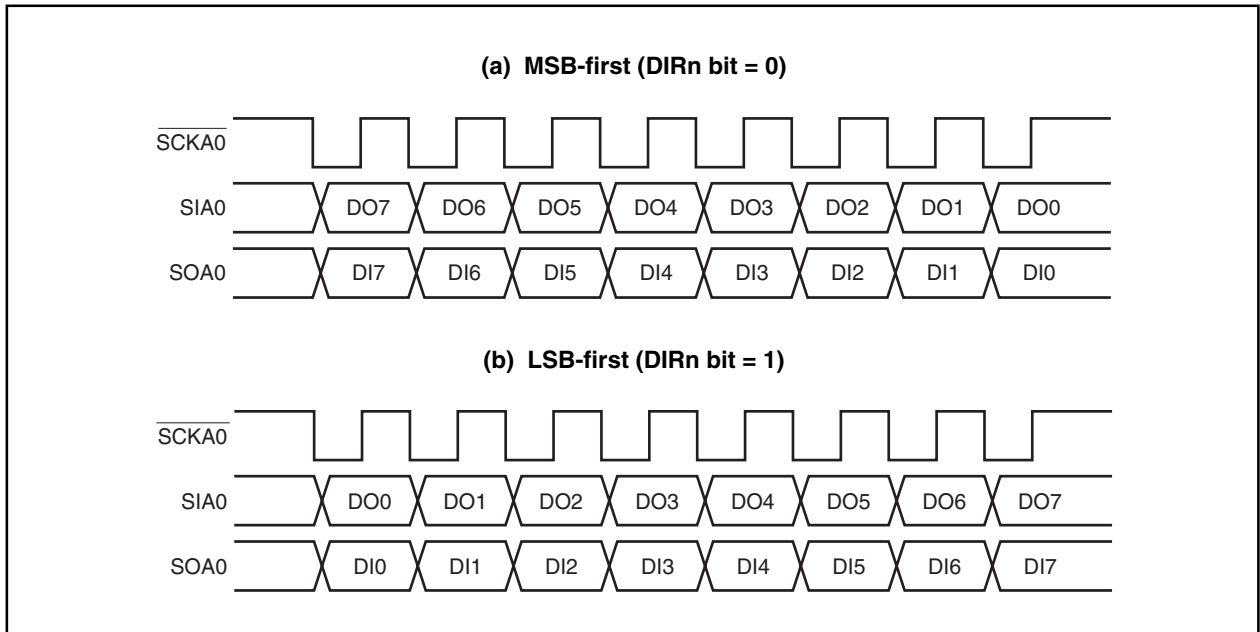 (a) MSB-first (DIRn bit = 0)
SCKA0
SIA0 DO7 DO6 DO5 DO4 DO3 DO2 DO1 DO0
SOA0 DI7 DI6 DI5 DI4 DI3 DI2 DI1 DI0
(b) LSB-first (DIRn bit = 1)
SCKA0
SIA0 DO0 DO1 DO2 DO3 DO4 DO5 DO6 DO7
SOA0 DI0 DI1 DI2 DI3 DI4 DI5 DI6 DI7